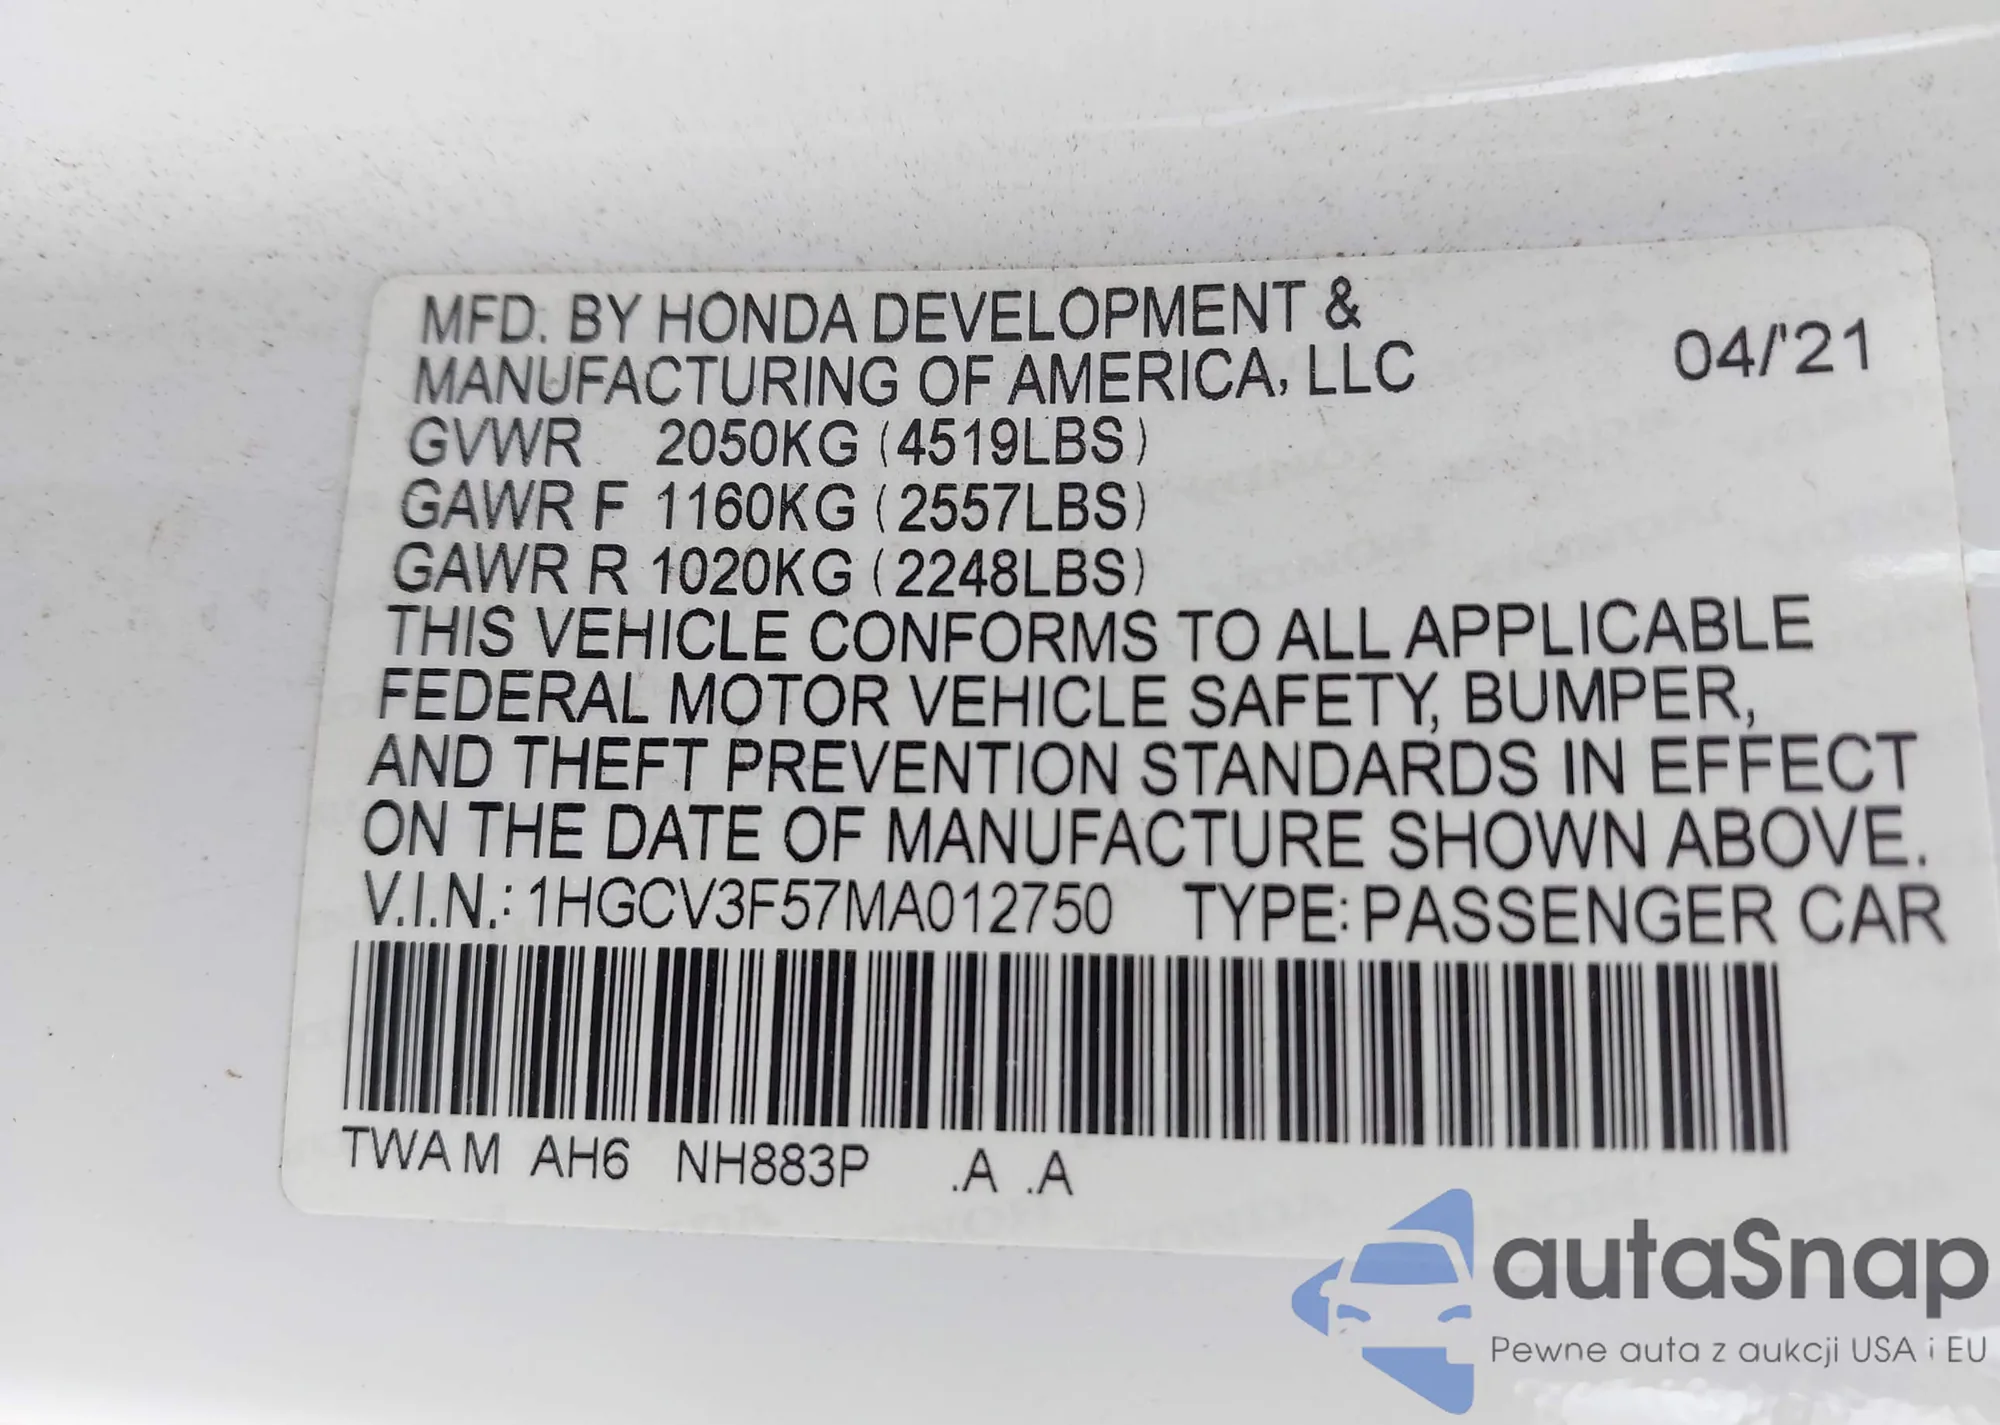 MFD. BY HONDA DEVELOPMENT &
MANUFACTURING OF AMERICA, LLC
04/'21
GVWR 2050KG (4519LBS)
GAWR F 1160KG (2557LBS)
GAWR R 1020KG (2248LBS)
THIS VEHICLE CONFORMS TO ALL APPLICABLE
FEDERAL MOTOR VEHICLE SAFETY, BUMPER,
AND THEFT PREVENTION STANDARDS IN EFFECT
ON THE DATE OF MANUFACTURE SHOWN ABOVE.
V.I.N.: 1HGCV3F57MA012750 TYPE: PASSENGER CAR
TWA M AH6 NH883P .A .A
autaSnap
Pewne auta z aukcji USA i EU